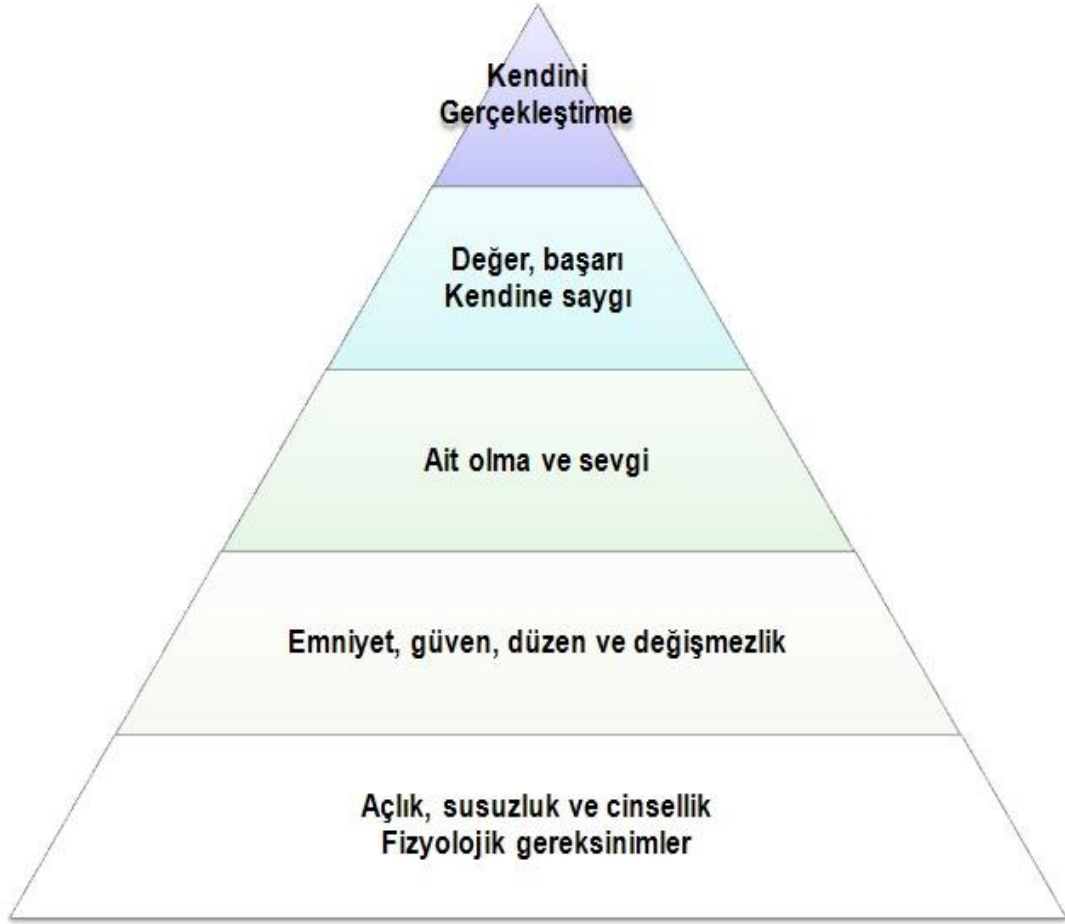 Kendini
Gerçekleştirme
Değer, başarı
Kendine saygı
Ait olma ve sevgi
Emniyet, güven, düzen ve değişmezlik
Açlık, susuzluk ve cinsellik
Fizyolojik gereksinimler